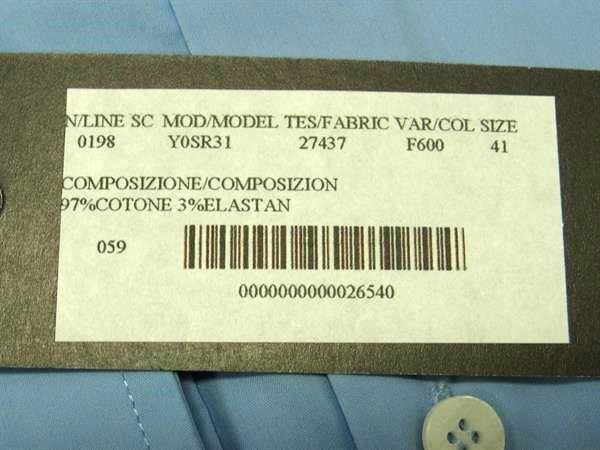 N/LINE SC MOD/MODEL TES/FABRIC VAR/COL SIZE
0198 Y0SR31 27437 F600 41
COMPOSIZIONE/COMPOSIZION
97%COTONE 3%ELASTAN
059
0000000000026540